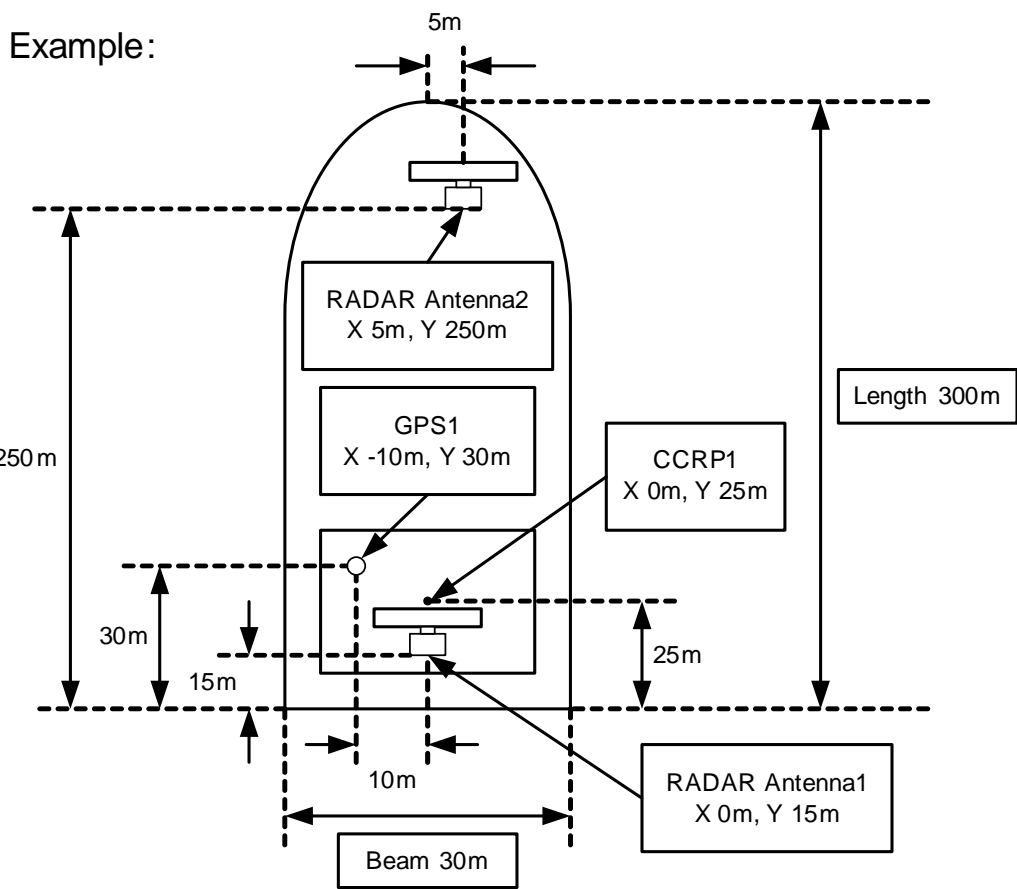 5m
Example:
RADAR Antenna2
X 5m, Y 250m
Length 300m
GPS1
X -10m, Y 30m
CCRP1
X 0m, Y 25m
250m
30m
15m
25m
10m
RADAR Antenna1
X 0m, Y 15m
Beam 30m